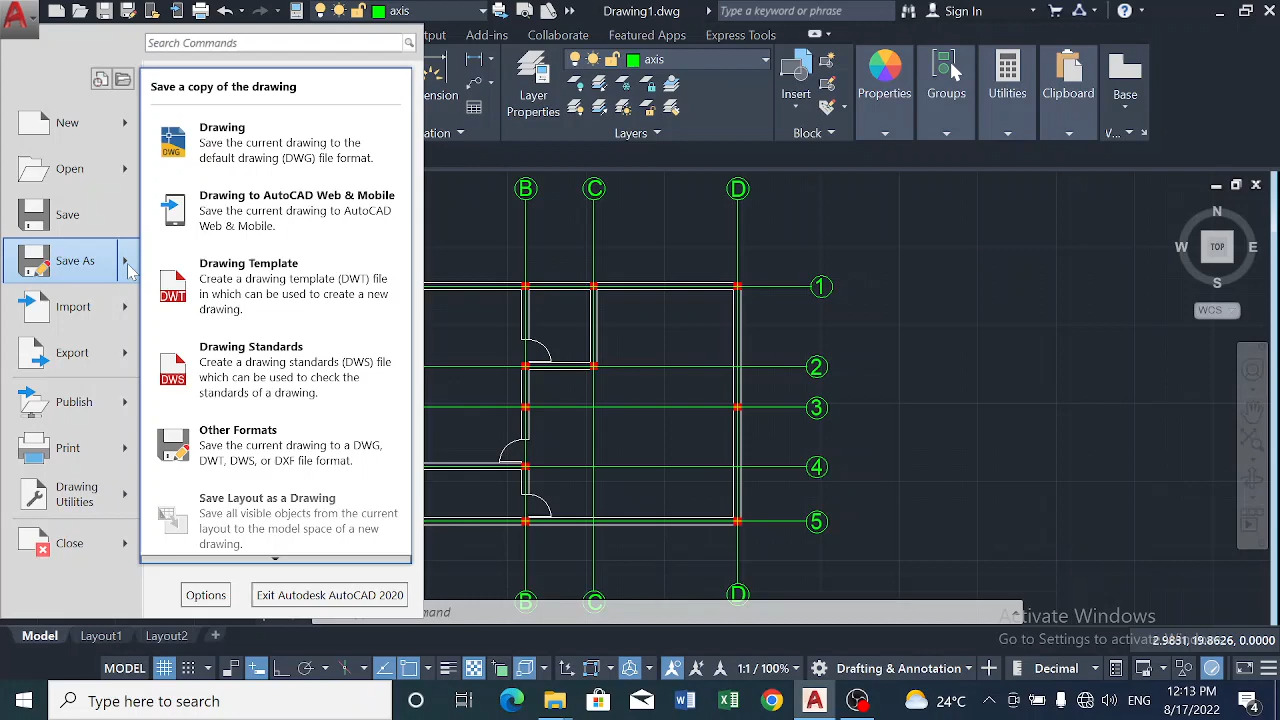 axis
Drawing1.dwg
Type a keyword or phrase
Sign In
Search Commands
Output
Add-ins
Collaborate
Featured Apps
Express Tools
Save a copy of the drawing
New
Open
Save
Save As
Import
Export
Publish
Print
Drawing
Utilities
Close
Drawing
Save the current drawing to the
default drawing (DWG) file format.
DWG
Drawing to AutoCAD Web & Mobile
Save the current drawing to AutoCAD
Web & Mobile.
Drawing Template
Create a drawing template (DWT) file
in which can be used to create a new
drawing.
DWT
Drawing Standards
Create a drawing standards (DWS) file
which can be used to check the
standards of a drawing.
DWS
Other Formats
Save the current drawing to a DWG,
DWT, DWS, or DXF file format.
Save Layout as a Drawing
Save all visible objects from the current
layout to the model space of a new
drawing.
Options
Exit Autodesk AutoCAD 2020
Layer
Properties
axis
Layers
Insert
Block
Properties
Groups
Utilities
Clipboard
Base
V...
B
C
D
1
2
3
4
5
B
C
D
N
W
TOP
E
S
WCS
Activate Windows
Go to Settings to activate
Model
Layout1
Layout2
MODEL
1:1 / 100%
Drafting & Annotation
Decimal
Type here to search
24°C
ENG
12:13 PM
8/17/2022